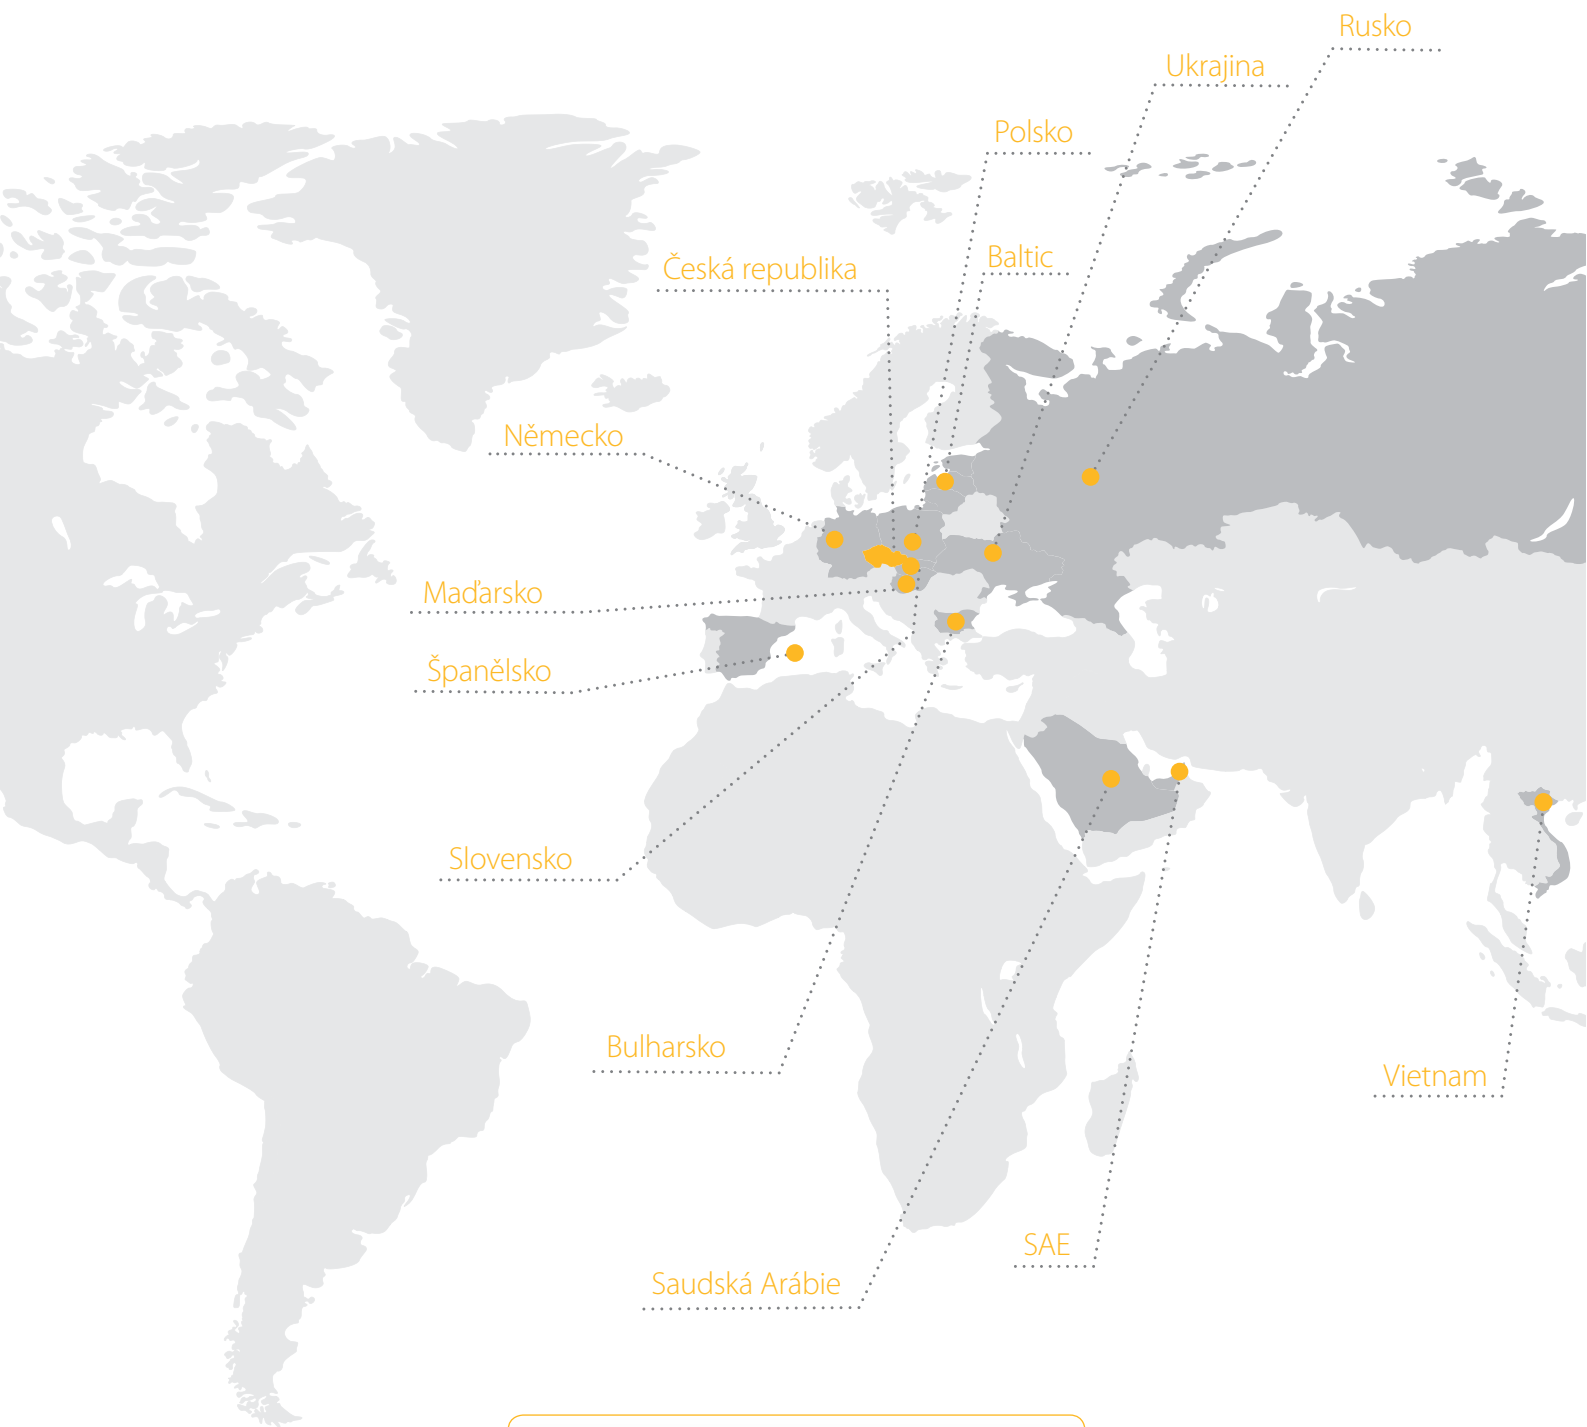 Rusko
Ukrajina
Polsko
Baltic
Česká republika
Německo
Maďarsko
Španělsko
Slovensko
Bulharsko
Vietnam
SAE
Saudská Arábie